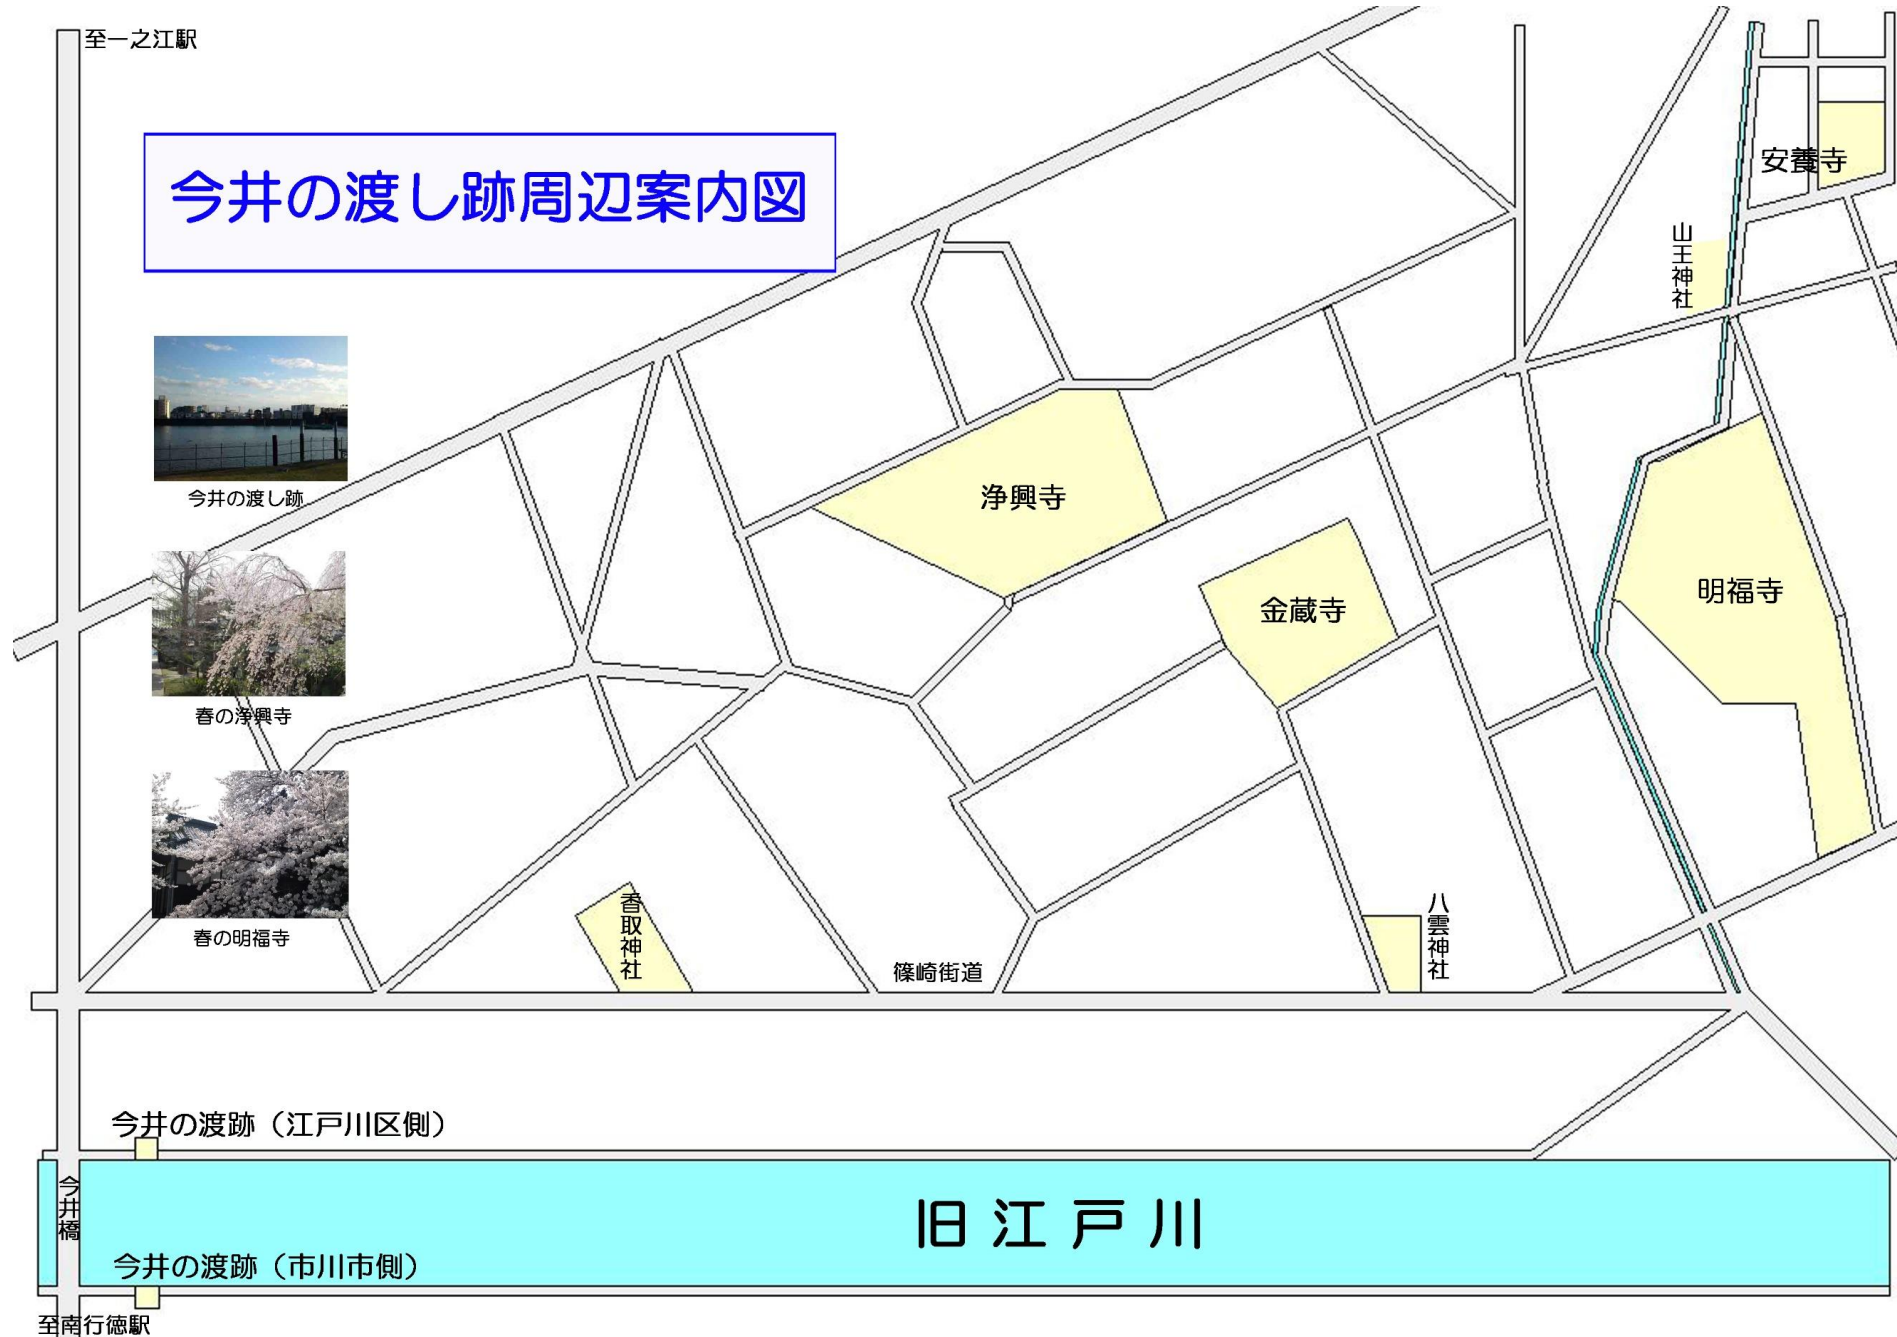 至一之江駅
今井の渡し跡周辺案内図
安養寺
山王神社
今井の渡し跡
浄興寺
明福寺
金蔵寺
春の浄興寺
香取神社
八雲神社
春の明福寺
篠崎街道
今井の渡跡（江戸川区側）
今井橋
旧江戸川
今井の渡跡（市川市側）
至南行徳駅